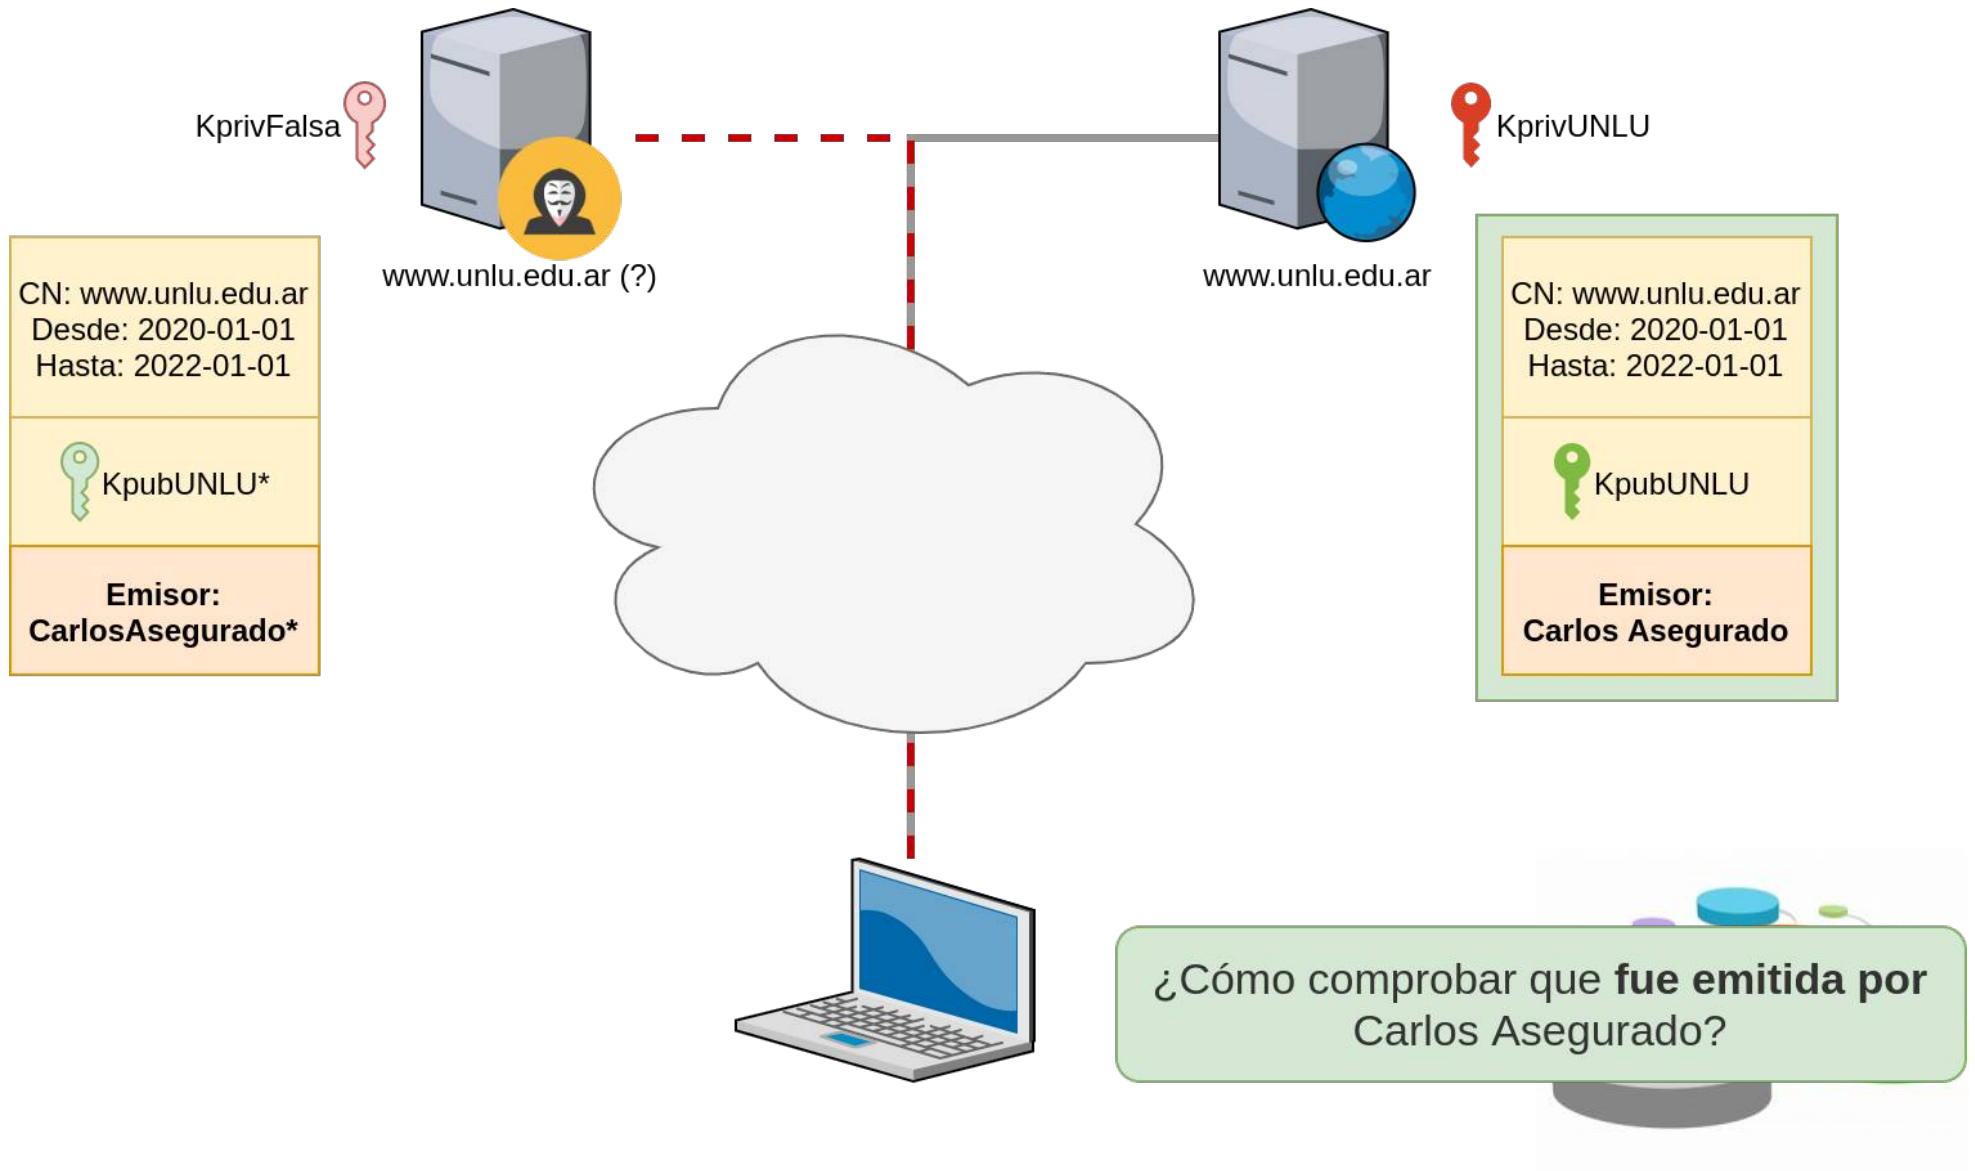 KprivFalsa
KprivUNLU
www.unlu.edu.ar (?)
www.unlu.edu.ar
CN: www.unlu.edu.ar
Desde: 2020-01-01
Hasta: 2022-01-01
KpubUNLU*
Emisor:
CarlosAsegurado*
CN: www.unlu.edu.ar
Desde: 2020-01-01
Hasta: 2022-01-01
KpubUNLU
Emisor:
Carlos Asegurado
¿Cómo comprobar que fue emitida por
Carlos Asegurado?